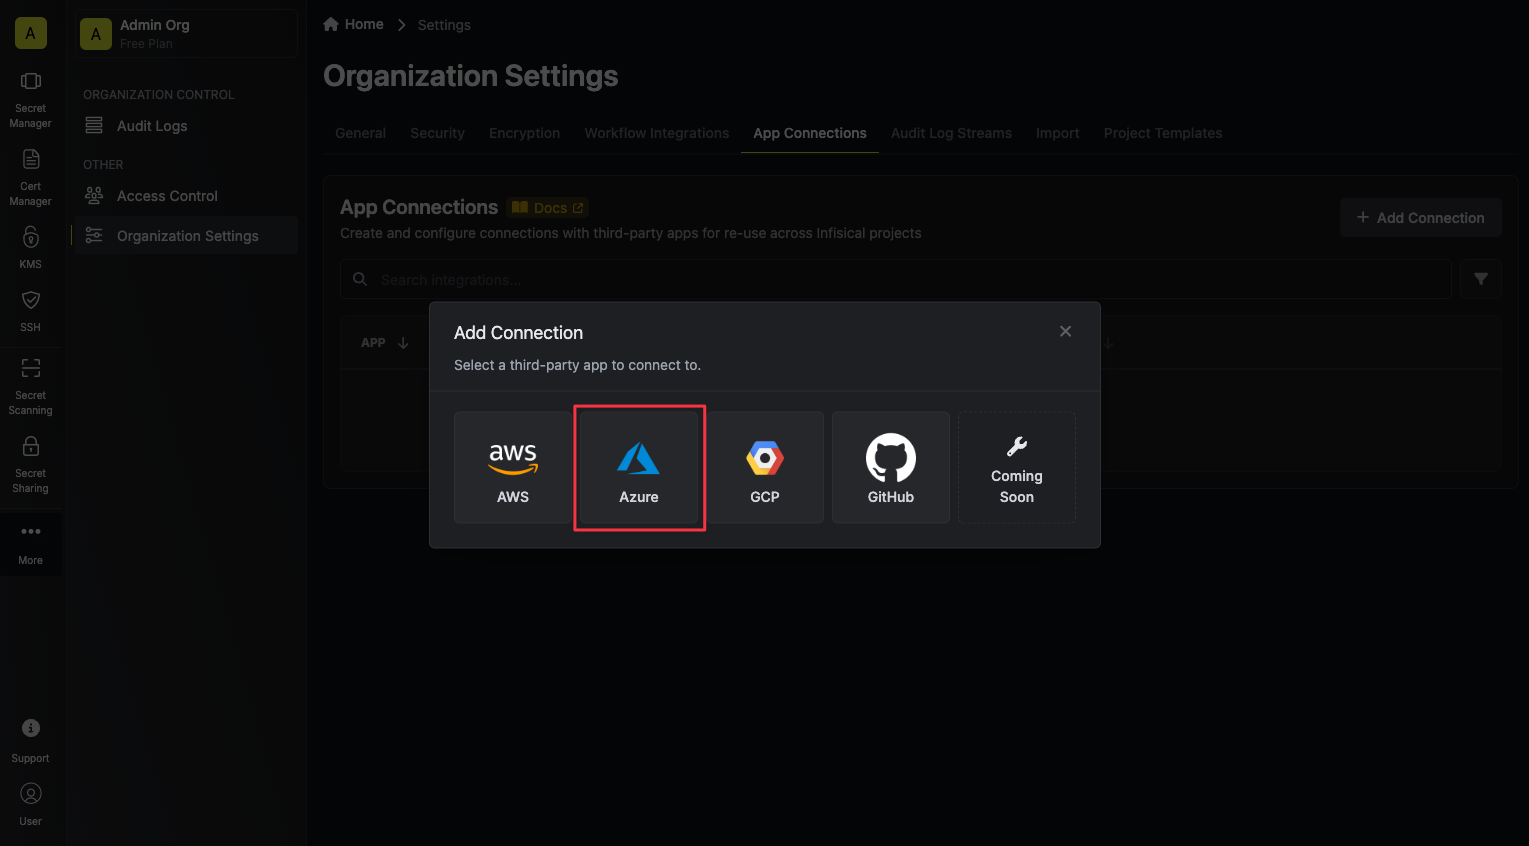 A
Secret
Manager
Cert
Manager
KMS
SSH
Secret
Scanning
Secret
Sharing
More
Support
User
A
Admin Org
Free Plan
ORGANIZATION CONTROL
Audit Logs
OTHER
Access Control
Organization Settings
Home
Settings
Organization Settings
General Security Encryption Workflow Integrations App Connections Audit Log Streams Import Project Templates
App Connections Docs
Create and configure connections with third-party apps for re-use across Infisical projects
Add Connection
Search integrations...
APP
Add Connection
Select a third-party app to connect to.
aws
AWS
Azure
GCP
GitHub
Coming
Soon